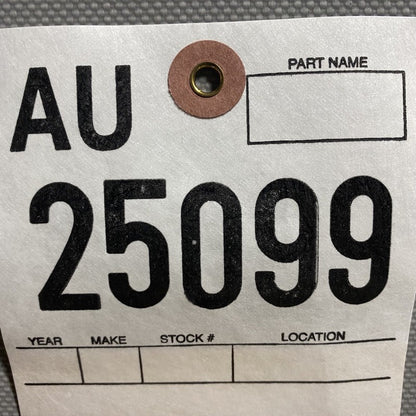 AU PART NAME
25099
YEAR MAKE STOCK # LOCATION